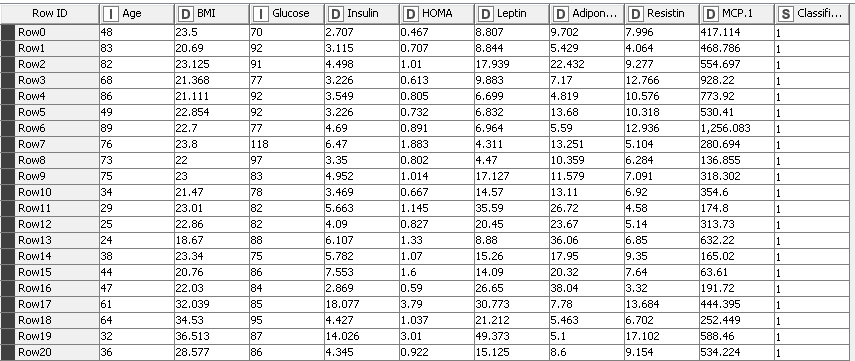 Row ID I Age D BMI I Glucose D Insulin D HOMA D Leptin D Adipon... D Resistin D MCP.1 S Classifi...
Row0 48 23.5 70 2.707 0.467 8.807 9.702 7.996 417.114 1
Row1 83 20.69 92 3.115 0.707 8.844 5.429 4.064 468.786 1
Row2 82 23.125 91 4.498 1.01 17.939 22.432 9.277 554.697 1
Row3 68 21.368 77 3.226 0.613 9.883 7.17 12.766 928.22 1
Row4 86 21.111 92 3.549 0.805 6.699 4.819 10.576 773.92 1
Row5 49 22.854 92 3.226 0.732 6.832 13.68 10.318 530.41 1
Row6 89 22.7 77 4.69 0.891 6.964 5.59 12.936 1,256.083 1
Row7 76 23.8 118 6.47 1.883 4.311 13.251 5.104 280.694 1
Row8 73 22 97 3.35 0.802 4.47 10.359 6.284 136.855 1
Row9 75 23 83 4.952 1.014 17.127 11.579 7.091 318.302 1
Row10 34 21.47 78 3.469 0.667 14.57 13.11 6.92 354.6 1
Row11 29 23.01 82 5.663 1.145 35.59 26.72 4.58 174.8 1
Row12 25 22.86 82 4.09 0.827 20.45 23.67 5.14 313.73 1
Row13 24 18.67 88 6.107 1.33 8.88 36.06 6.85 632.22 1
Row14 38 23.34 75 5.782 1.07 15.26 17.95 9.35 165.02 1
Row15 44 20.76 86 7.553 1.6 14.09 20.32 7.64 63.61 1
Row16 47 22.03 84 2.869 0.59 26.65 38.04 3.32 191.72 1
Row17 61 32.039 85 18.077 3.79 30.773 7.78 13.684 444.395 1
Row18 64 34.53 95 4.427 1.037 21.212 5.463 6.702 252.449 1
Row19 32 36.513 87 14.026 3.01 49.373 5.1 17.102 588.46 1
Row20 36 28.577 86 4.345 0.922 15.125 8.6 9.154 534.224 1